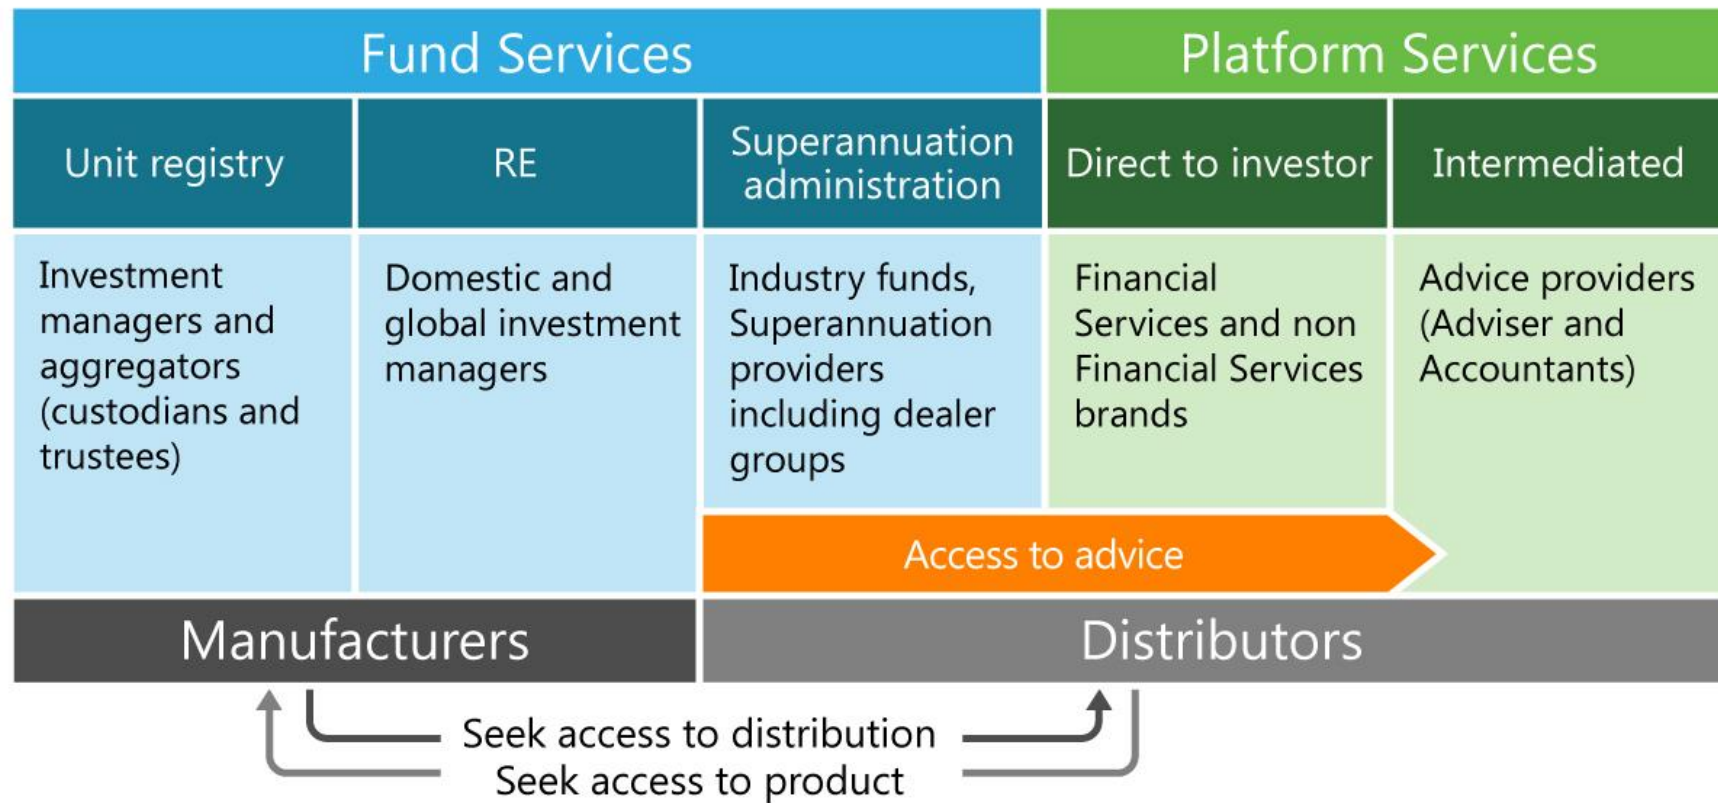 Fund Services
Platform Services
Unit registry
RE
Superannuation
administration
Direct to investor
Intermediated
Investment
managers and
aggregators
(custodians and
trustees)
Domestic and
global investment
managers
Industry funds,
Superannuation
providers
including dealer
groups
Financial
Services and non
Financial Services
brands
Advice providers
(Adviser and
Accountants)
Access to advice
Manufacturers
Distributors
Seek access to distribution
Seek access to product